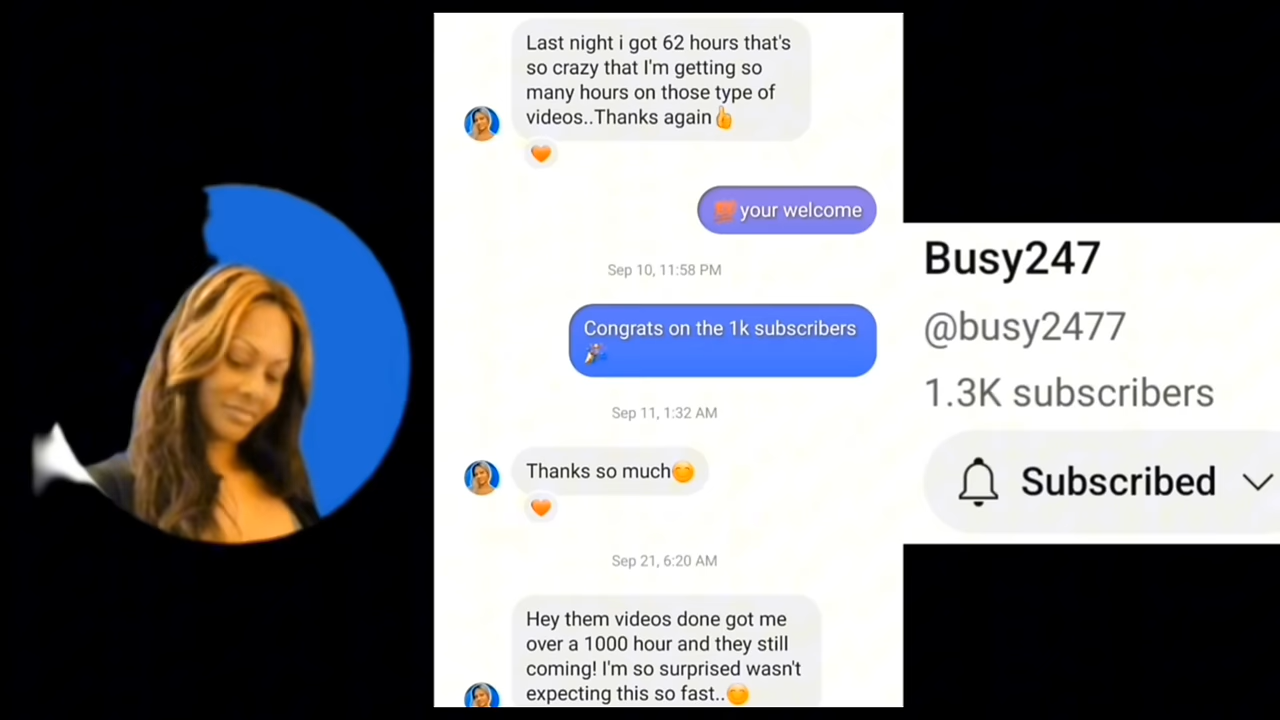 Last night i got 62 hours that's
so crazy that I'm getting so
many hours on those type of
videos..Thanks again👍
🧡
💯your welcome
Sep 10, 11:58 PM
Congrats on the 1k subscribers
🎉
Sep 11, 1:32 AM
Thanks so much😊
🧡
Sep 21, 6:20 AM
Hey them videos done got me
over a 1000 hour and they still
coming! I'm so surprised wasn't
expecting this so fast..😊
Busy247
@busy2477
1.3K subscribers
Subscribed